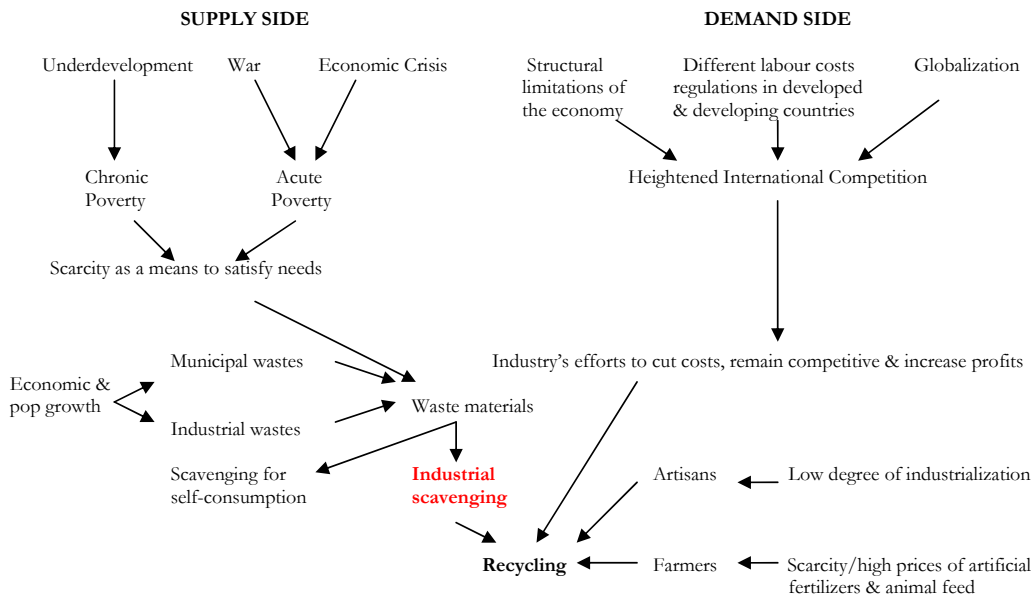 SUPPLY SIDE
DEMAND SIDE
Underdevelopment
War
Economic Crisis
Structural
limitations of
the economy
Different labour costs
regulations in developed
& developing countries
Globalization
Chronic
Poverty
Acute
Poverty
Heightened International Competition
Scarcity as a means to satisfy needs
Economic &
pop growth
Municipal wastes
Industrial wastes
Industry's efforts to cut costs, remain competitive & increase profits
Waste materials
Scavenging for
self-consumption
Industrial
scavenging
Artisans
Low degree of industrialization
Recycling
Farmers
Scarcity/high prices of artificial
fertilizers & animal feed